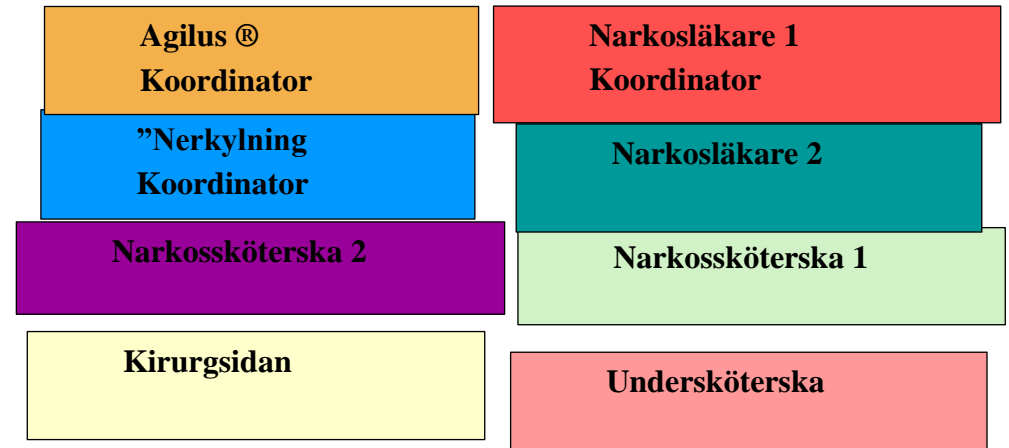 Agilus ®
Koordinator
Narkosläkare 1
Koordinator
”Nerkylning
Koordinator
Narkosläkare 2
Narkossköterska 2
Narkossköterska 1
Kirurgsidan
Undersköterska